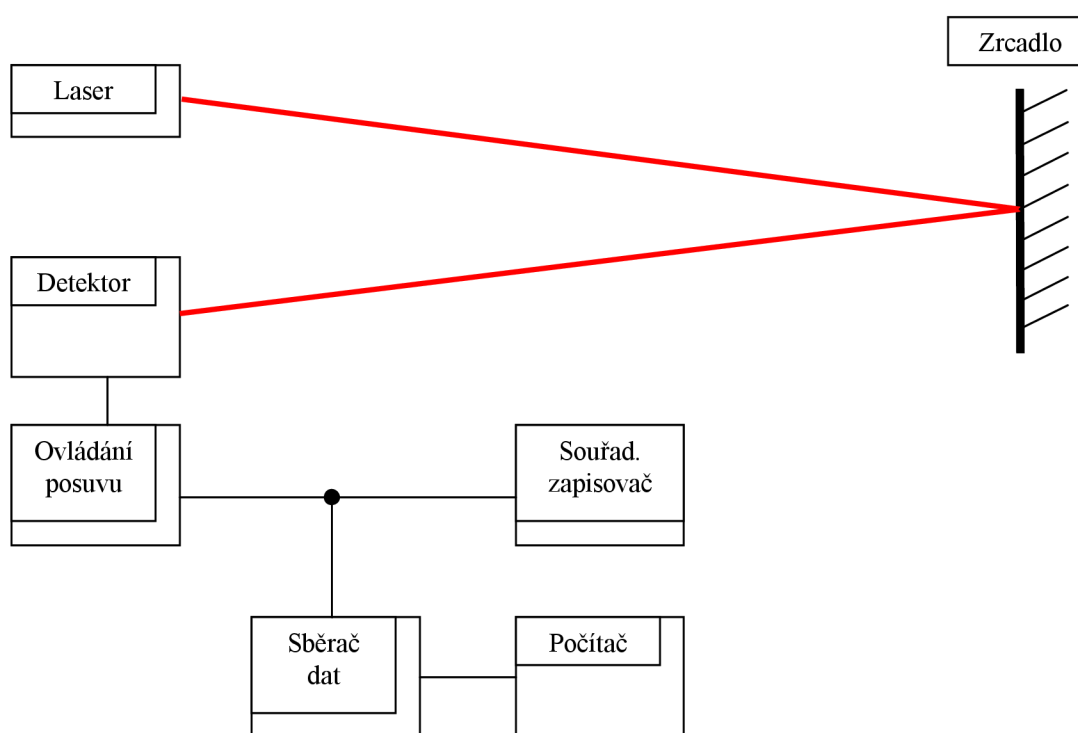 Zrcadlo
Laser
Detektor
Ovládání
posuvu
Souřad.
zapisovač
Sběrač
dat
Počítač